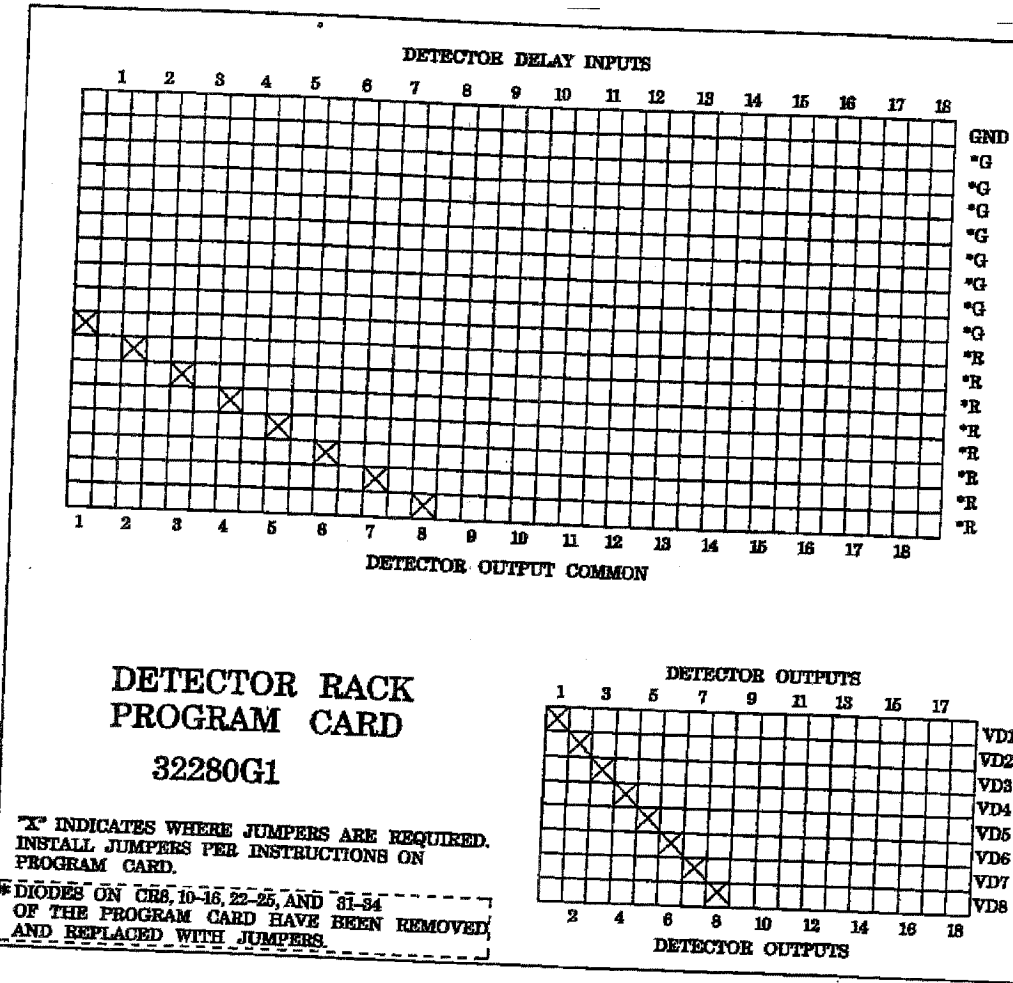 DETECTOR DELAY INPUTS
1 2 3 4 5 6 7 8 9 10 11 12 13 14 15 16 17 18
GND
*G
*G
*G
*G
*G
*G
*G
*G
*R
*R
*R
*R
*R
*R
*R
*R
1 2 3 4 5 6 7 8 9 10 11 12 13 14 15 16 17 18
DETECTOR OUTPUT COMMON
DETECTOR RACK
PROGRAM CARD
32280G1
"X" INDICATES WHERE JUMPERS ARE REQUIRED.
INSTALL JUMPERS PER INSTRUCTIONS ON
PROGRAM CARD.
* DIODES ON CR8, 10-16, 22-25, AND 31-34
OF THE PROGRAM CARD HAVE BEEN REMOVED
AND REPLACED WITH JUMPERS.
DETECTOR OUTPUTS
1 3 5 7 9 11 13 15 17
VD1
VD2
VD3
VD4
VD5
VD6
VD7
VD8
2 4 6 8 10 12 14 16 18
DETECTOR OUTPUTS